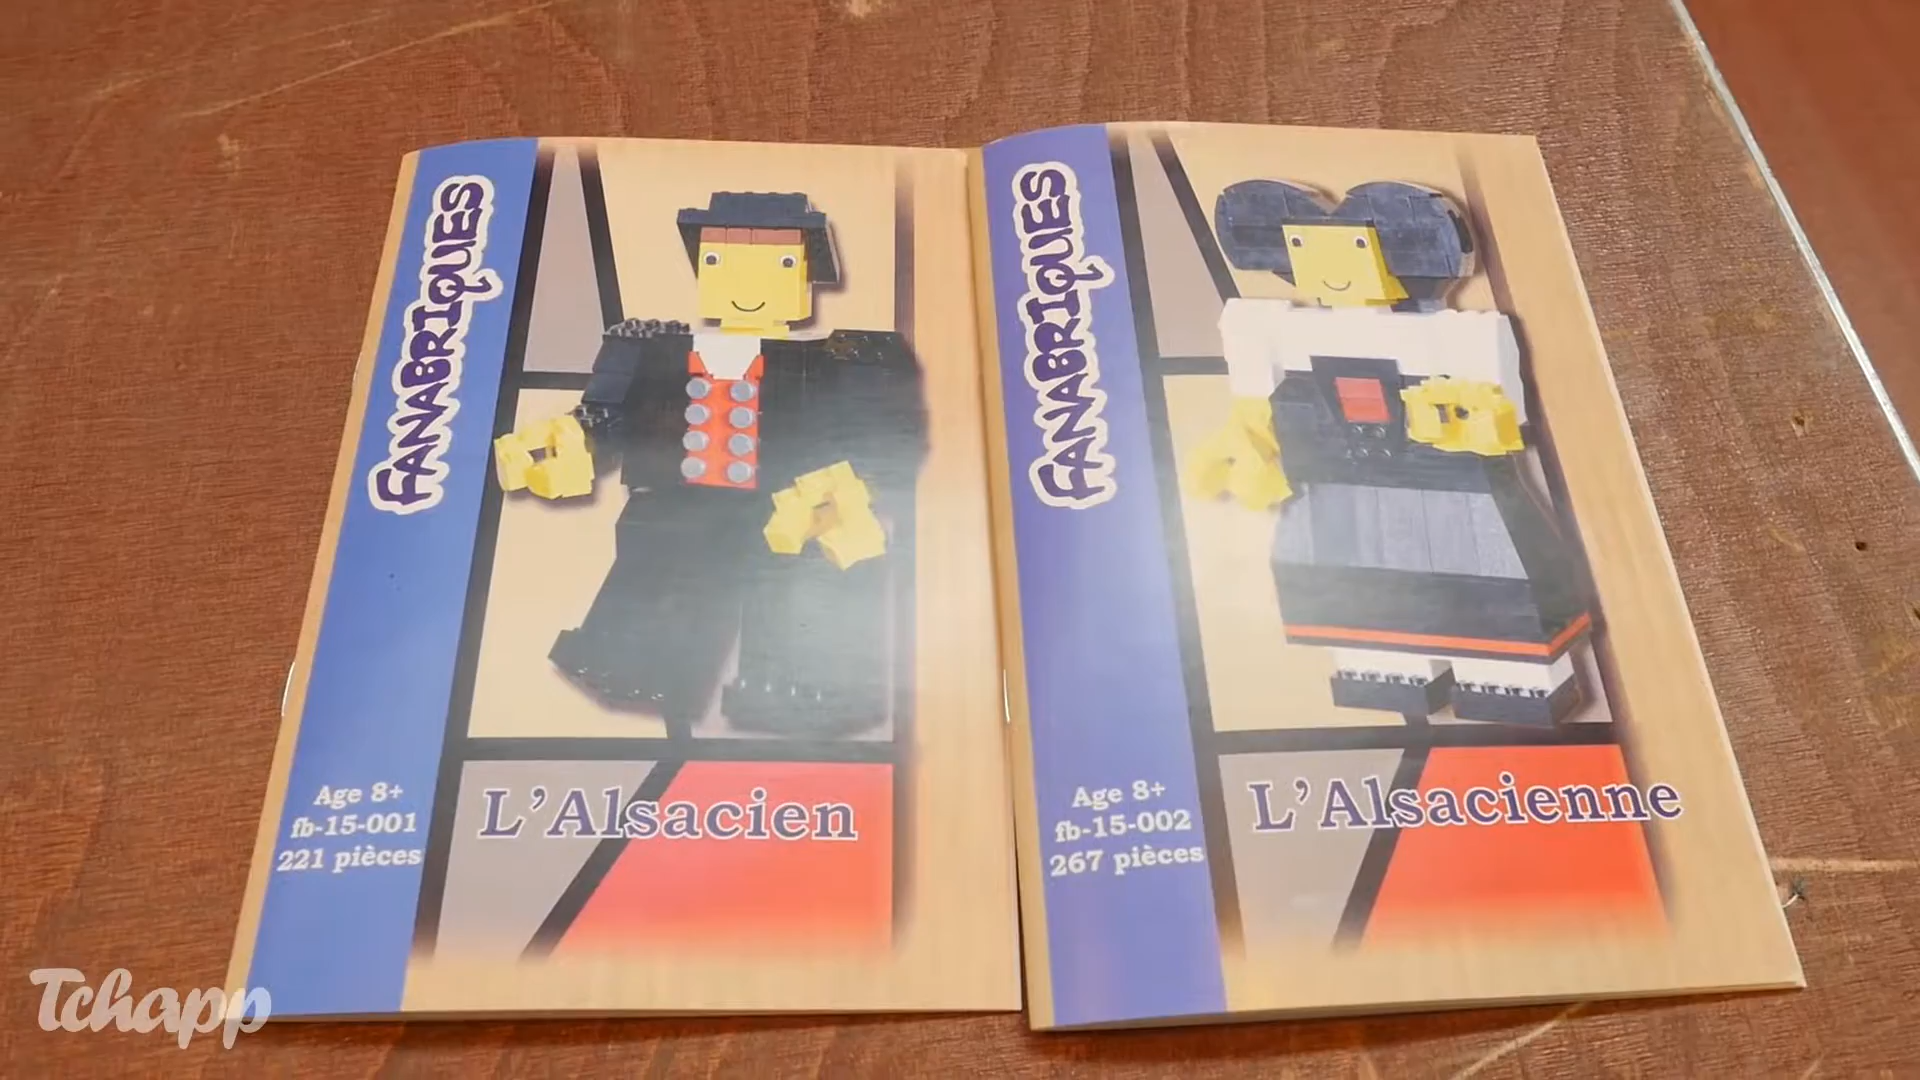 FANABRIQUES
Age 8+
fb-15-001
221 pièces
L'Alsacien
FANABRIQUES
Age 8+
fb-15-002
267 pièces
L'Alsacienne
Tchapp